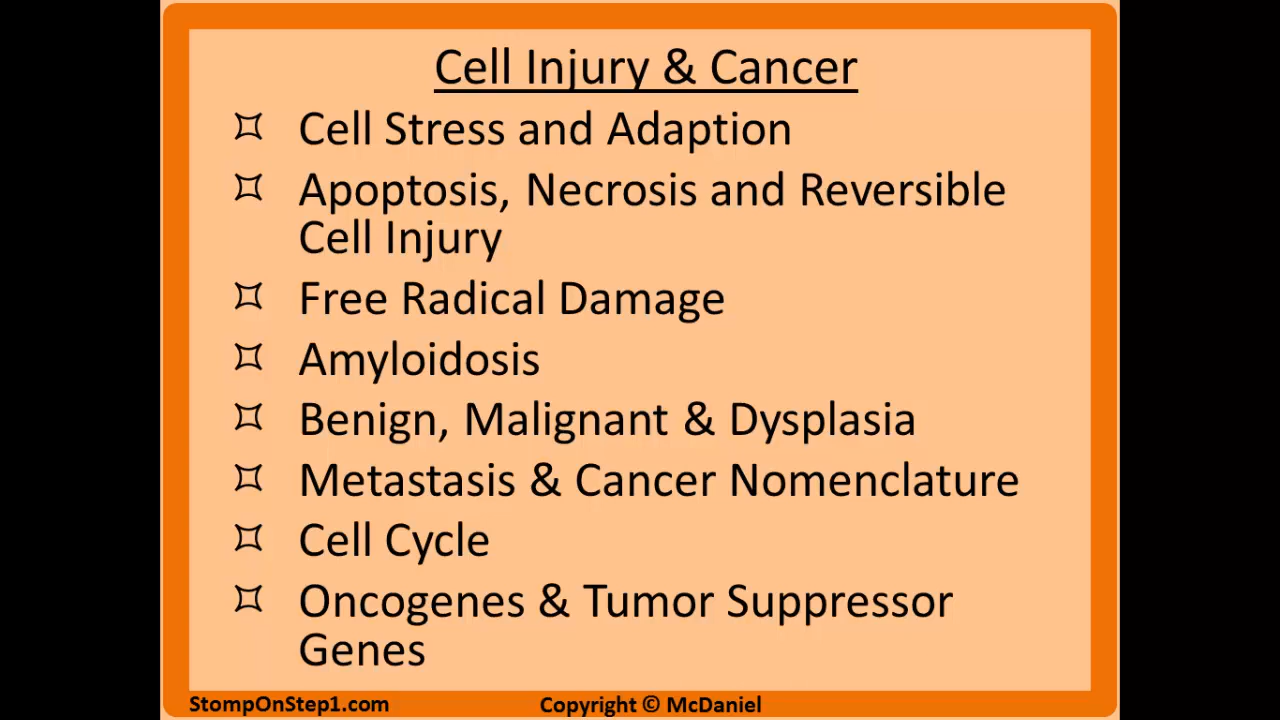 Cell Injury & Cancer
Cell Stress and Adaption
Apoptosis, Necrosis and Reversible
Cell Injury
Free Radical Damage
Amyloidosis
Benign, Malignant & Dysplasia
Metastasis & Cancer Nomenclature
Cell Cycle
Oncogenes & Tumor Suppressor
Genes
StompOnStep1.com
Copyright © McDaniel